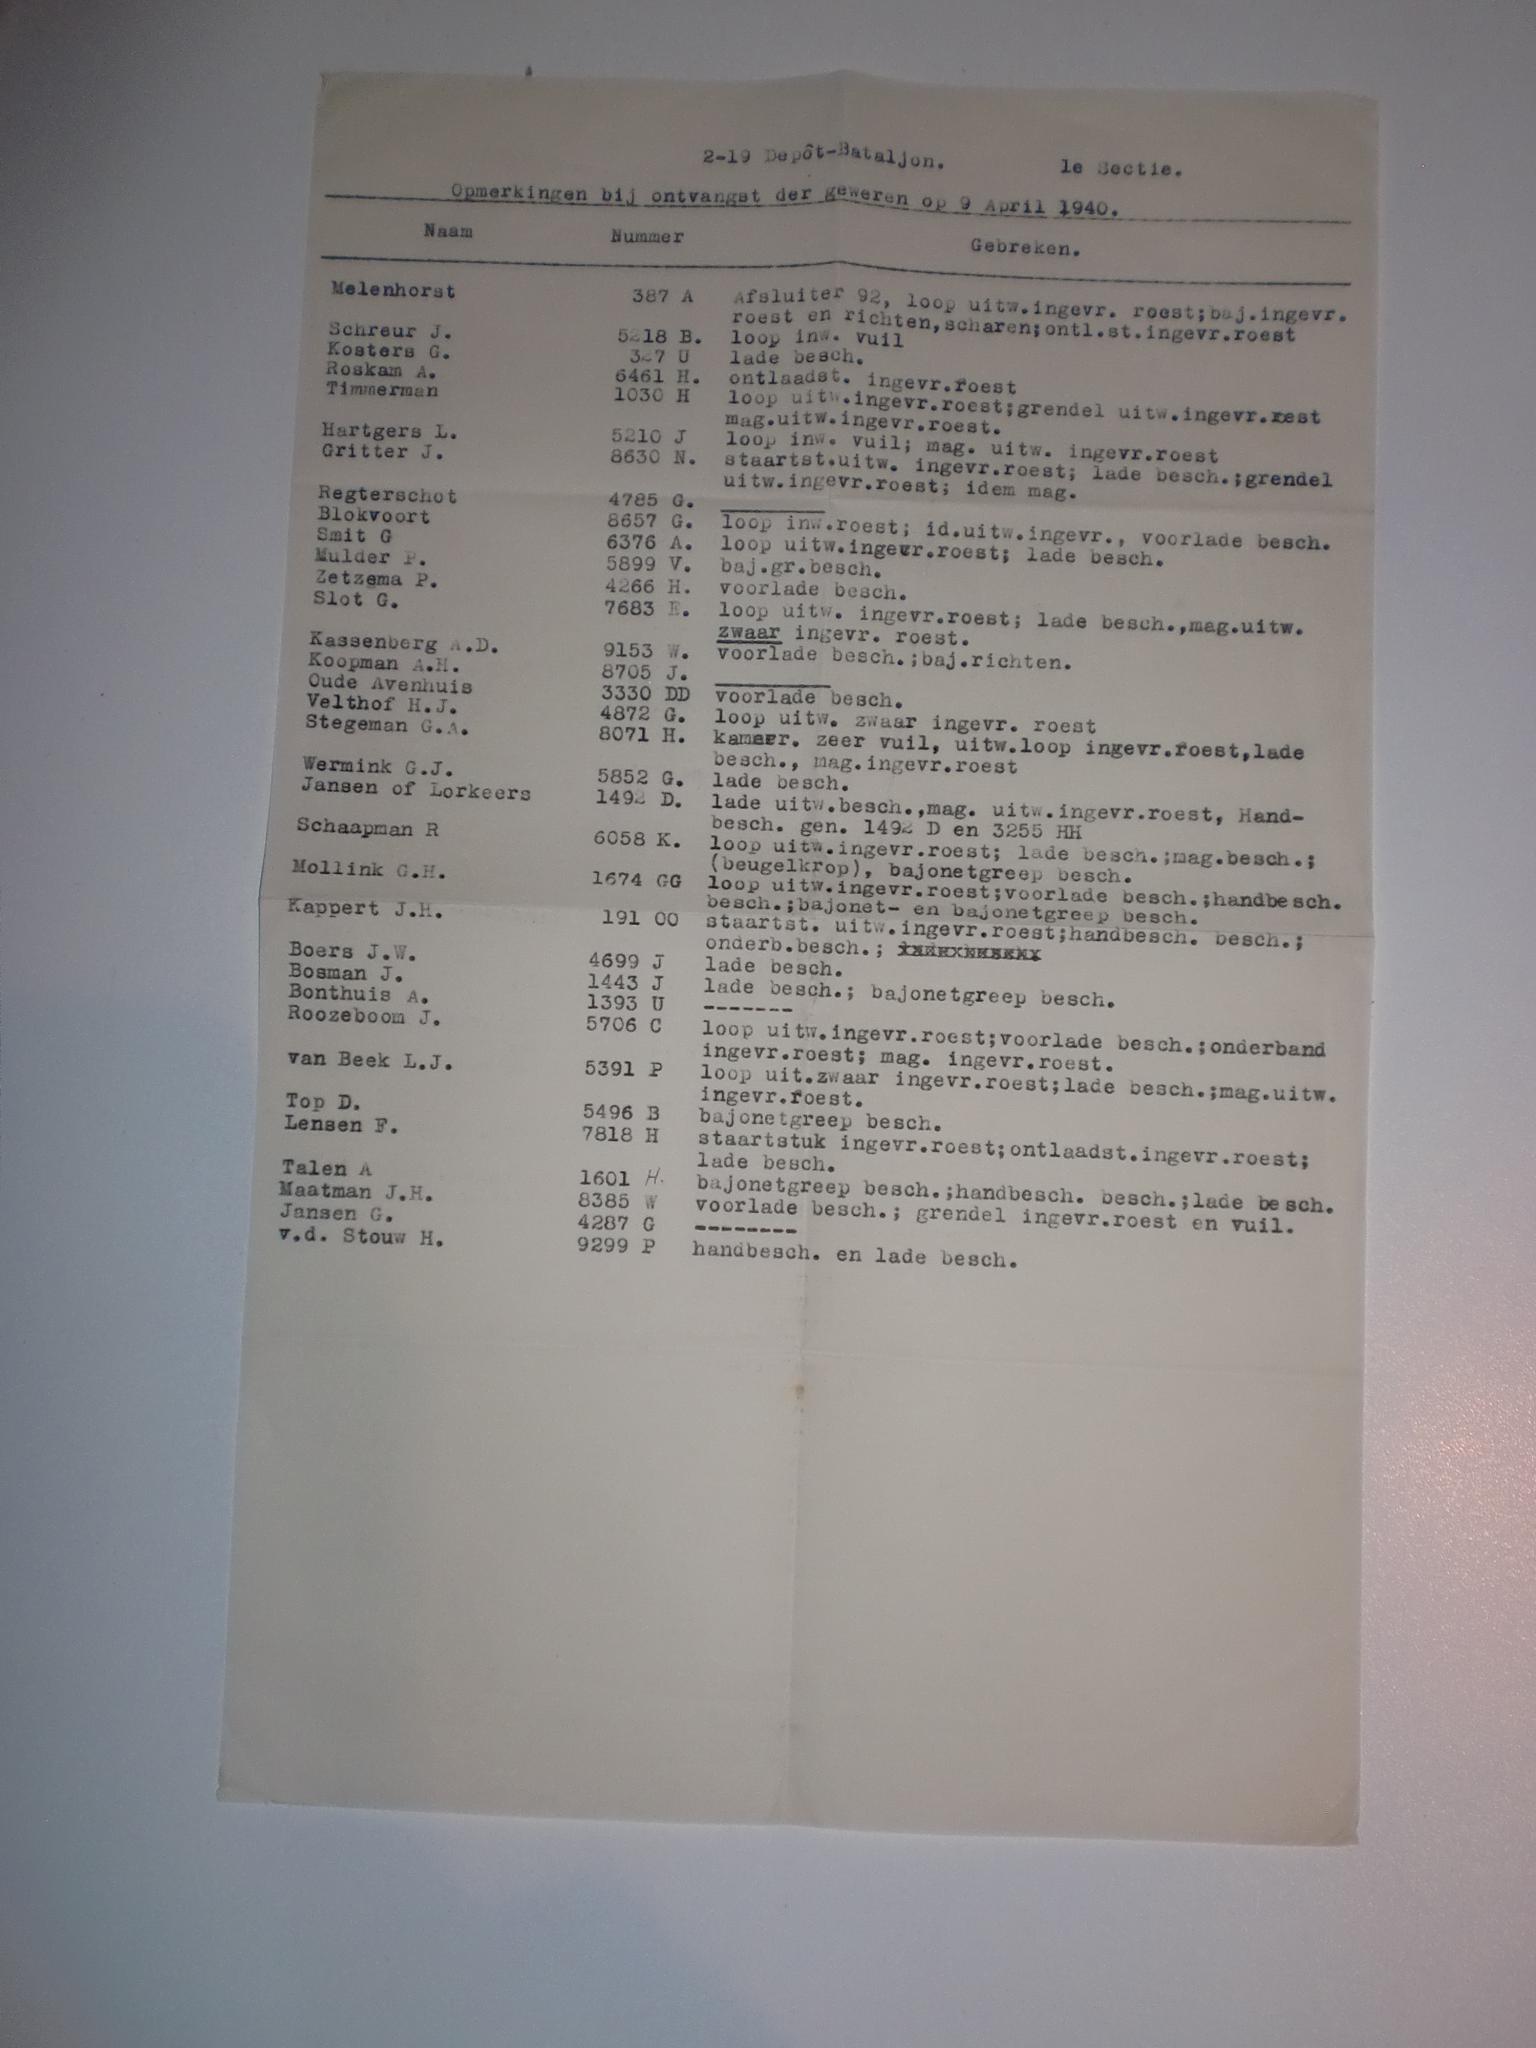 2-19 Depôt-Bataljon. 1e Sectie.
Opmerkingen bij ontvangst der geweren op 9 April 1940.
Naam Nummer Gebreken.
Melenhorst 387 A Afsluiter 92, loop uitw.ingevr. roest;baj.ingevr.
roest en richten,scharen;ontl.st.ingevr.roest
Schreur J. 5218 B. loop inw. vuil
Kosters G. 327 U lade besch.
Roskam A. 6461 H. ontlaadst. ingevr.roest
Timmerman 1030 H loop uitw.ingevr.roest;grendel uitw.ingevr.rest
mag.uitw.ingevr.roest.
Hartgers L. 5210 J loop inw. vuil; mag. uitw. ingevr.roest
Gritter J. 8630 N. staartst.uitw. ingevr.roest; lade besch.;grendel
uitw.ingevr.roest; idem mag.
Regterschot 4785 G.
Blokvoort 8657 G. loop inw.roest; id.uitw.ingevr., voorlade besch.
Smit G 6376 A. loop uitw.ingevr.roest; lade besch.
Mulder P. 5899 V. baj.gr.besch.
Zetzema P. 4266 H. voorlade besch.
Slot G. 7683 E. loop uitw. ingevr.roest; lade besch.,mag.uitw.
zwaar ingevr. roest.
Kassenberg A.D. 9153 W. voorlade besch.;baj.richten.
Koopman A.H. 8705 J.
Oude Avenhuis 3330 DD voorlade besch.
Velthof H.J. 4872 G. loop uitw. zwaar ingevr. roest
Stegeman G.A. 8071 H. kamer. zeer vuil, uitw.loop ingevr.roest,lade
besch., mag.ingevr.roest
Wermink G.J. 5852 G. lade besch.
Jansen of Lorkeers 1492 D. lade uitw.besch.,mag. uitw.ingevr.roest, Hand-
besch. gen. 1492 D en 3255 HH
Schaapman R 6058 K. loop uitw.ingevr.roest; lade besch.;mag.besch.;
(beugelkrop), bajonetgreep besch.
Mollink G.H. 1674 GG loop uitw.ingevr.roest;voorlade besch.;handbesch.
besch.;bajonet- en bajonetgreep besch.
Kappert J.H. 191 OO staartst. uitw.ingevr.roest;handbesch. besch.;
onderb.besch.;
Boers J.W. 4699 J lade besch.
Bosman J. 1443 J lade besch.; bajonetgreep besch.
Bonthuis A. 1393 U -------
Roozeboom J. 5706 C loop uitw.ingevr.roest;voorlade besch.;onderband
ingevr.roest; mag. ingevr.roest.
van Beek L.J. 5391 P loop uit.zwaar ingevr.roest;lade besch.;mag.uitw.
ingevr.roest.
Top D. 5496 B bajonetgreep besch.
Lensen F. 7818 H staartstuk ingevr.roest;ontlaadst.ingevr.roest;
lade besch.
Talen A 1601 H. bajonetgreep besch.;handbesch. besch.;lade besch.
Maatman J.H. 8385 W voorlade besch.; grendel ingevr.roest en vuil.
Jansen G. 4287 G --------
v.d. Stouw H. 9299 P handbesch. en lade besch.